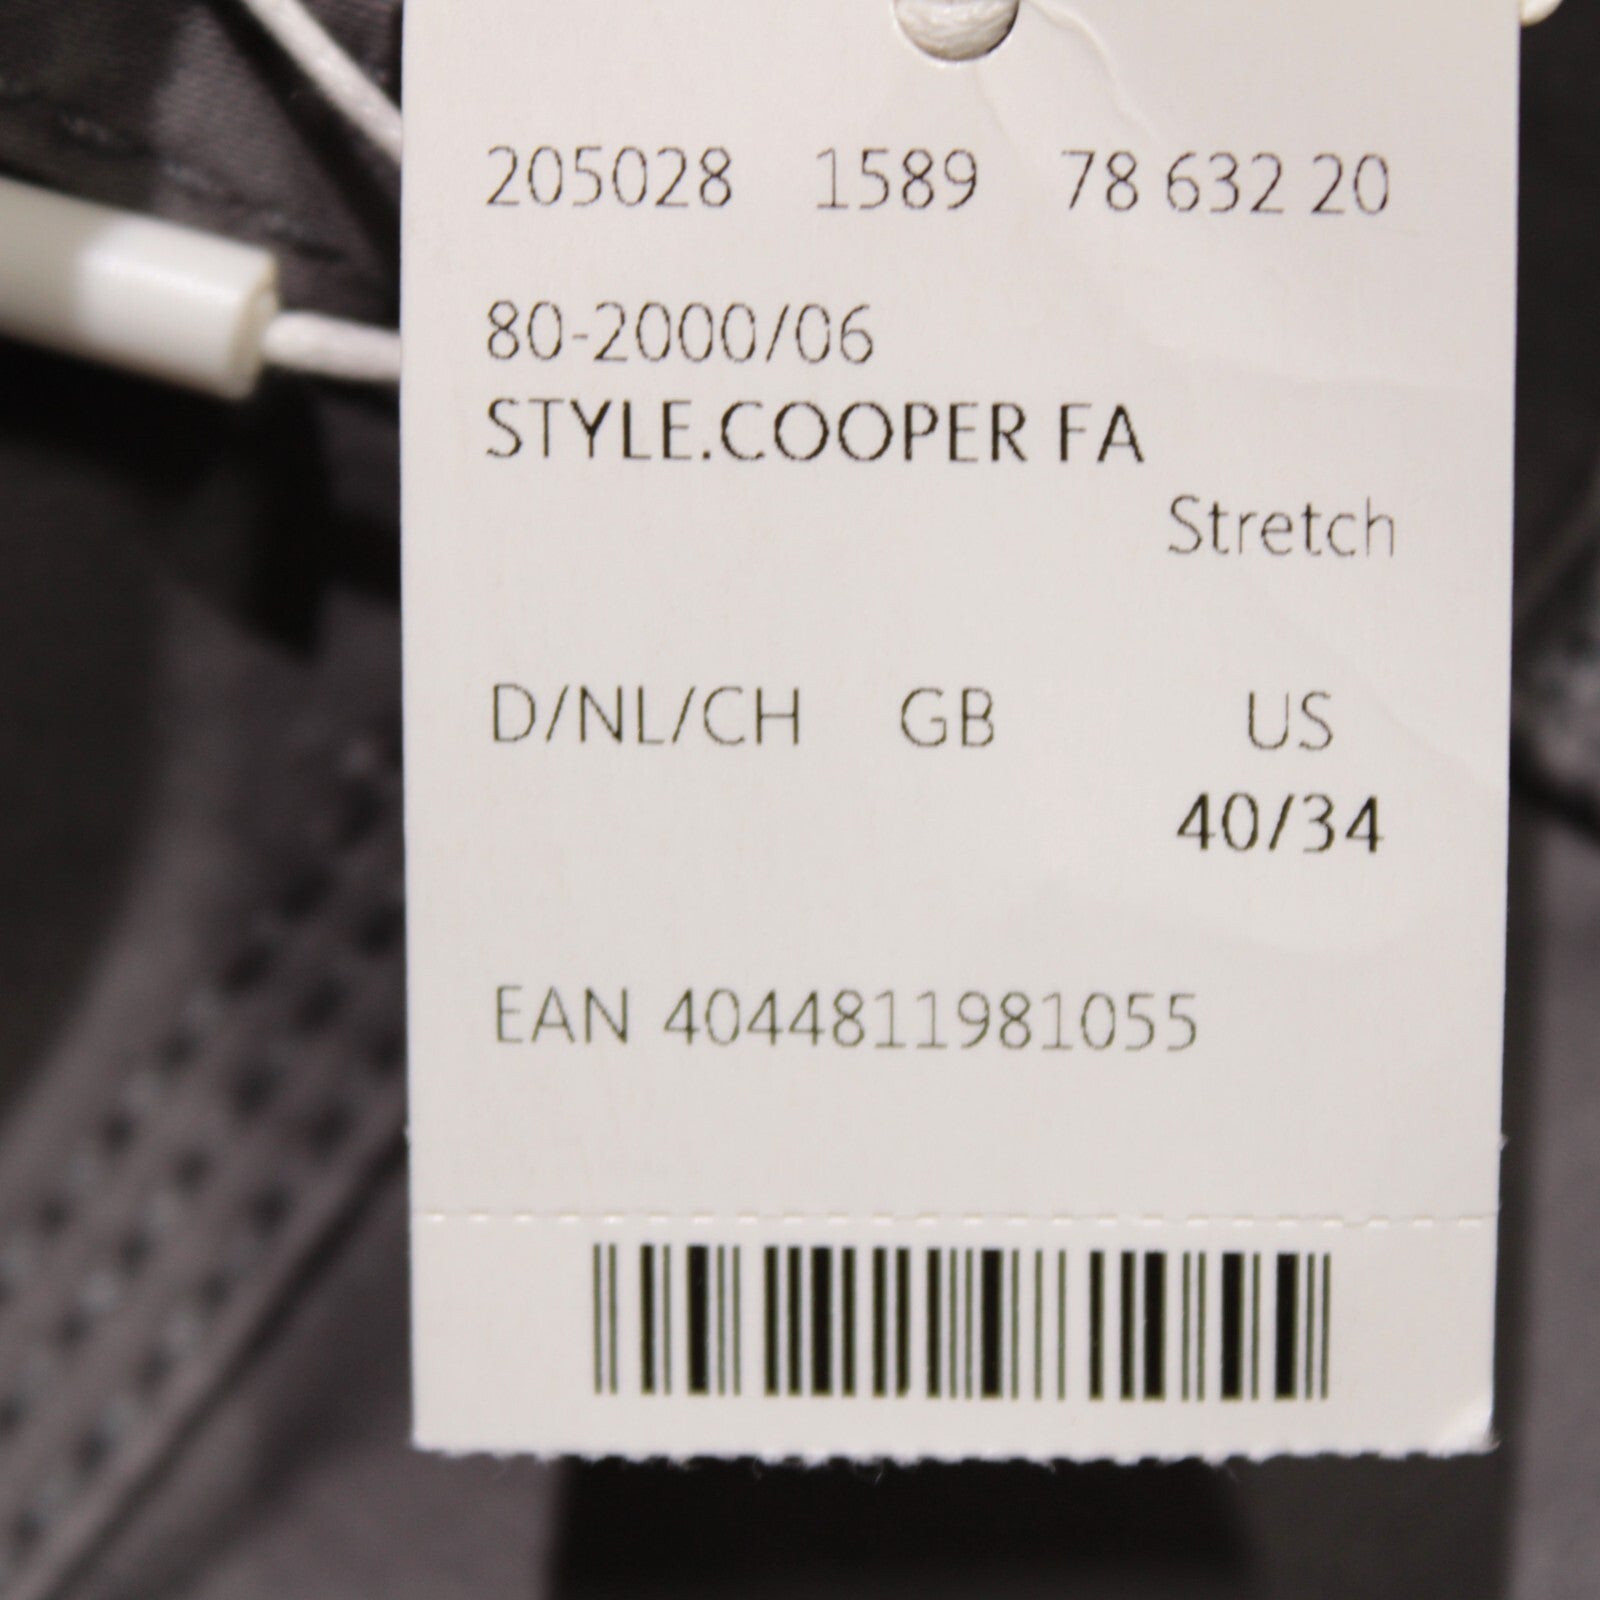 205028 1589 78 632 20
80-2000/06
STYLE.COOPER FA
Stretch
D/NL/CH GB US
40/34
EAN 4044811981055